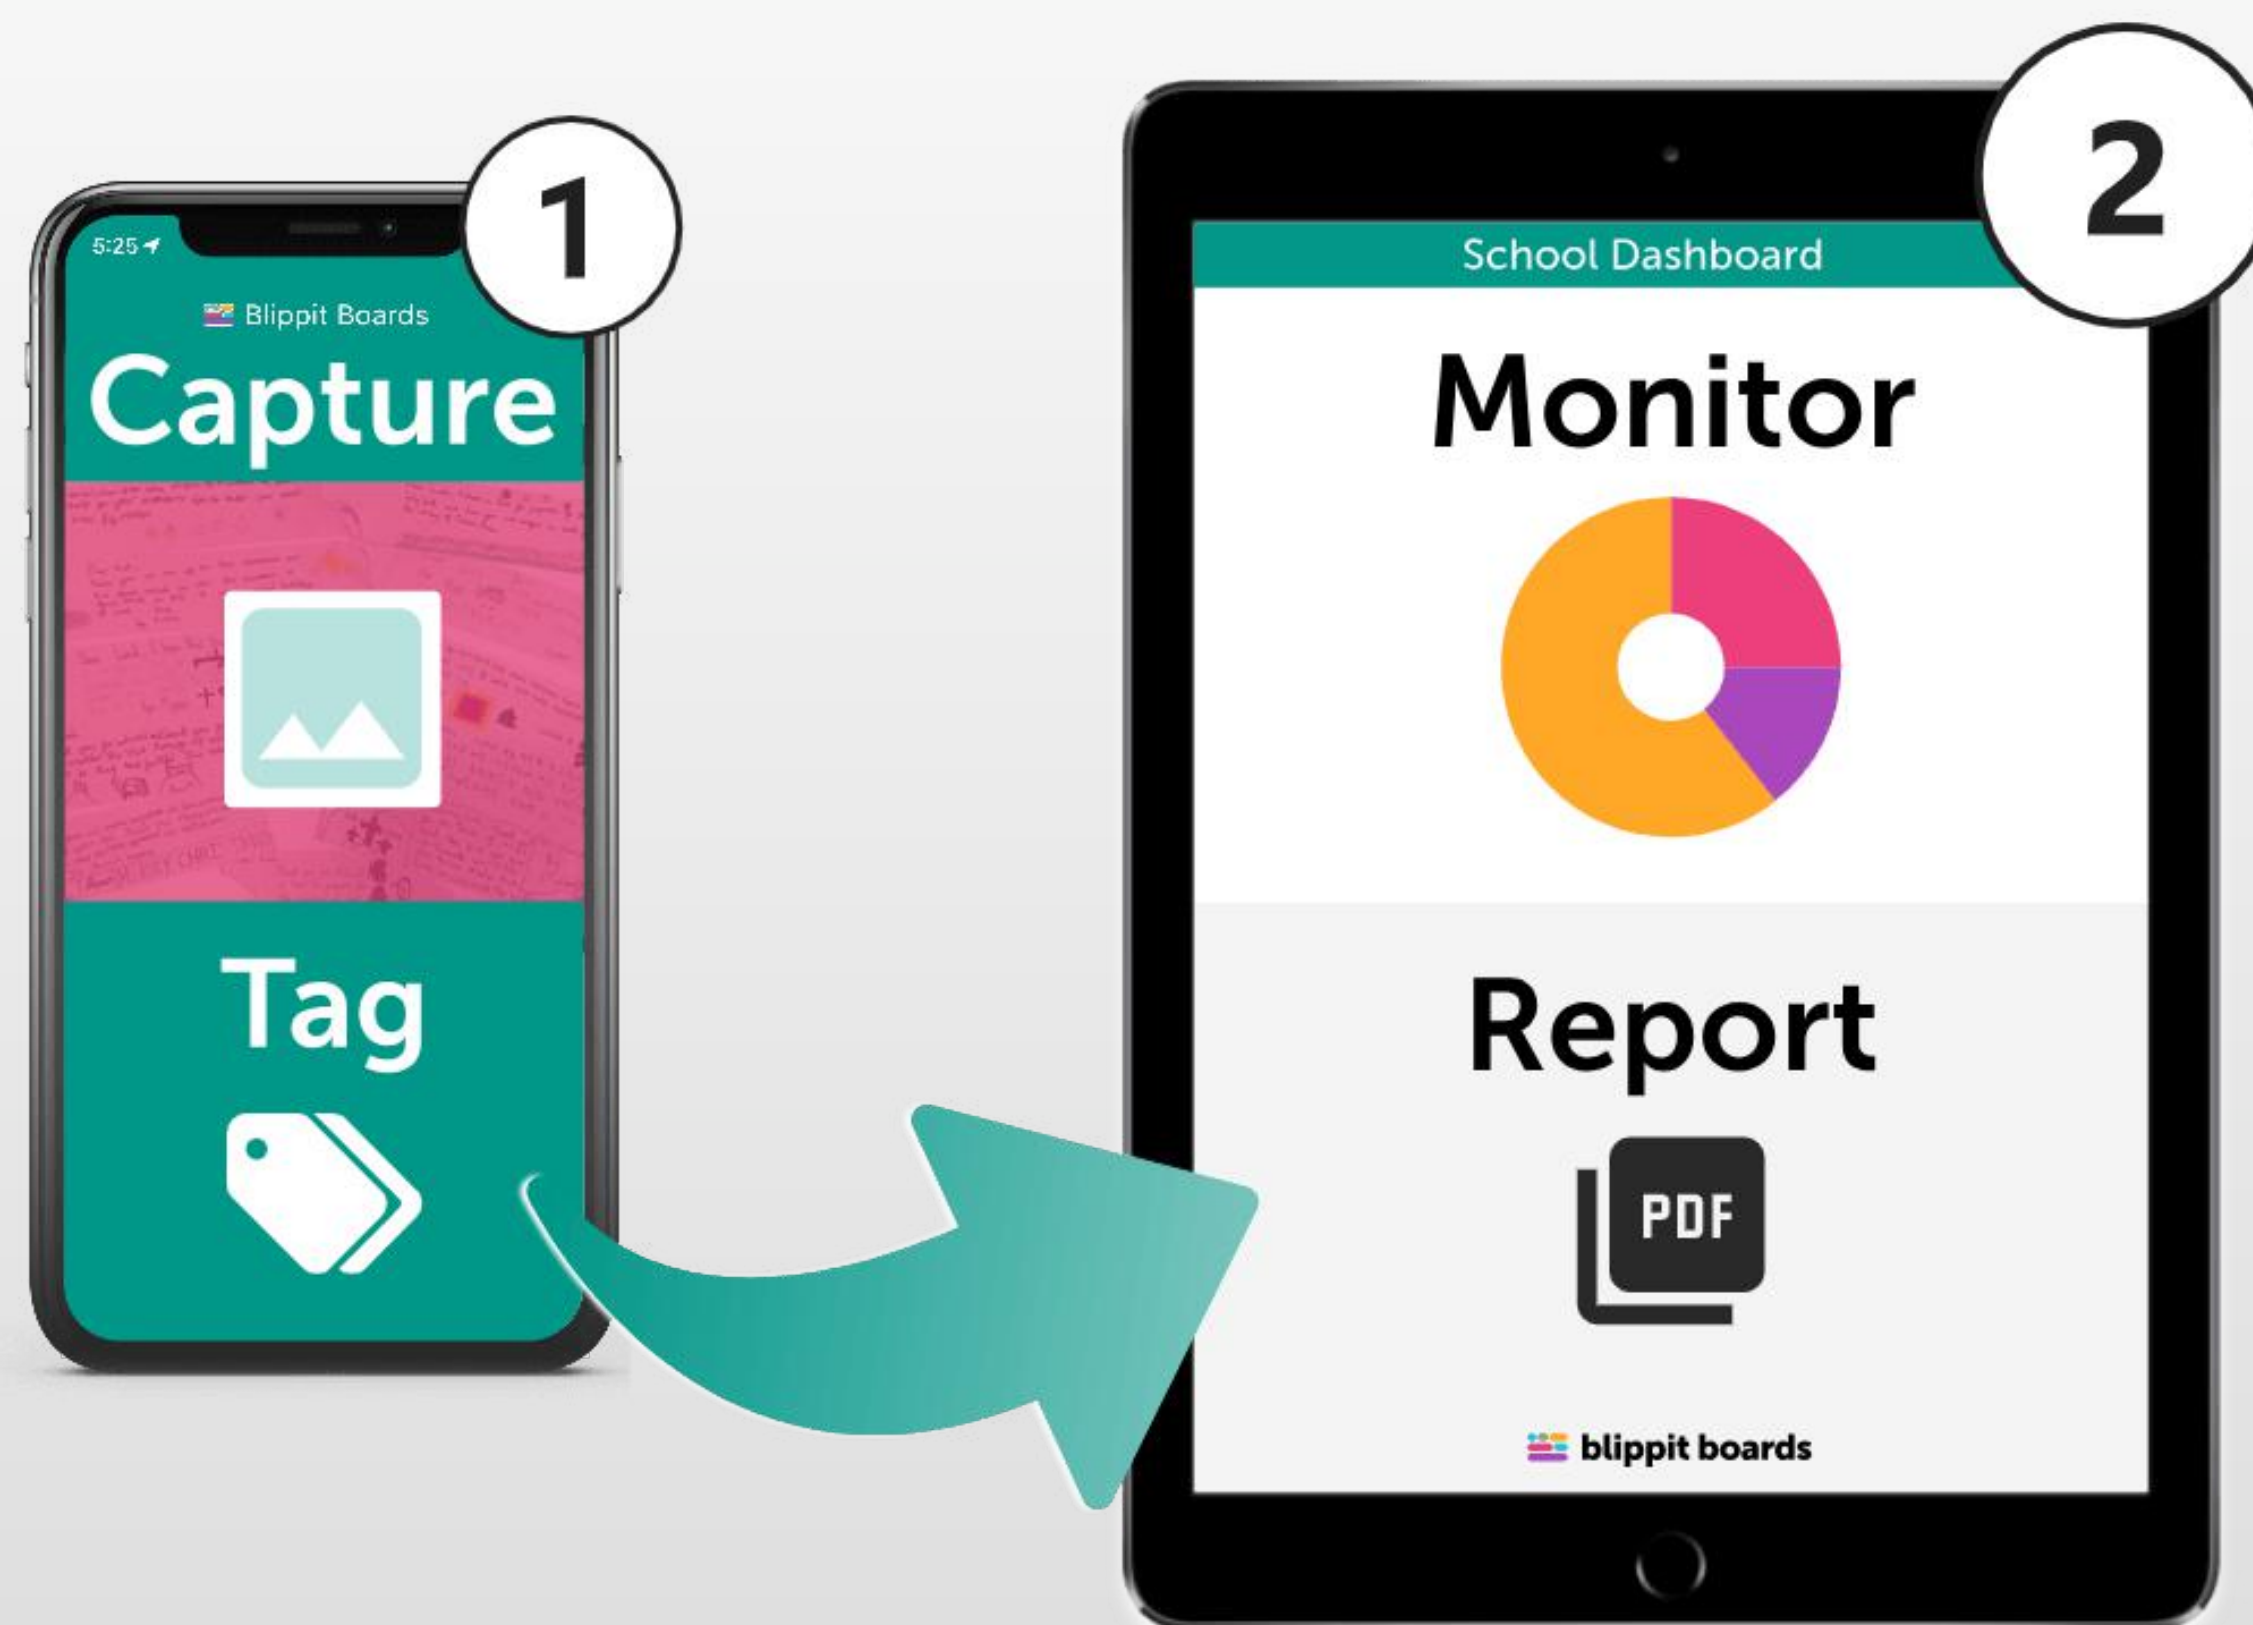 1
5:25
Blippit Boards
Capture
Tag
2
School Dashboard
Monitor
Report
PDF
blippit boards